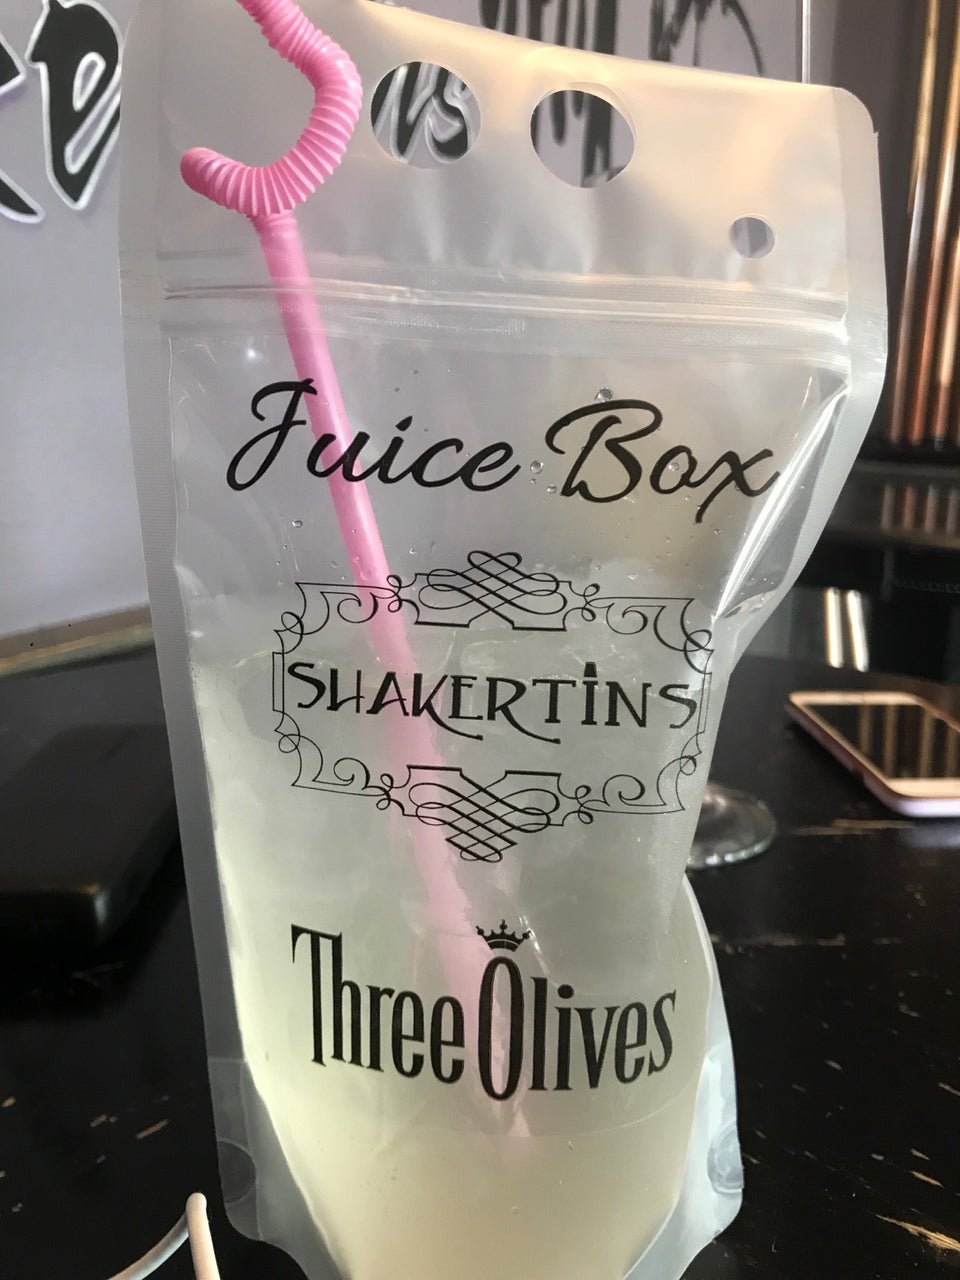 Juice Box
SHAKERTINS
Three Olives